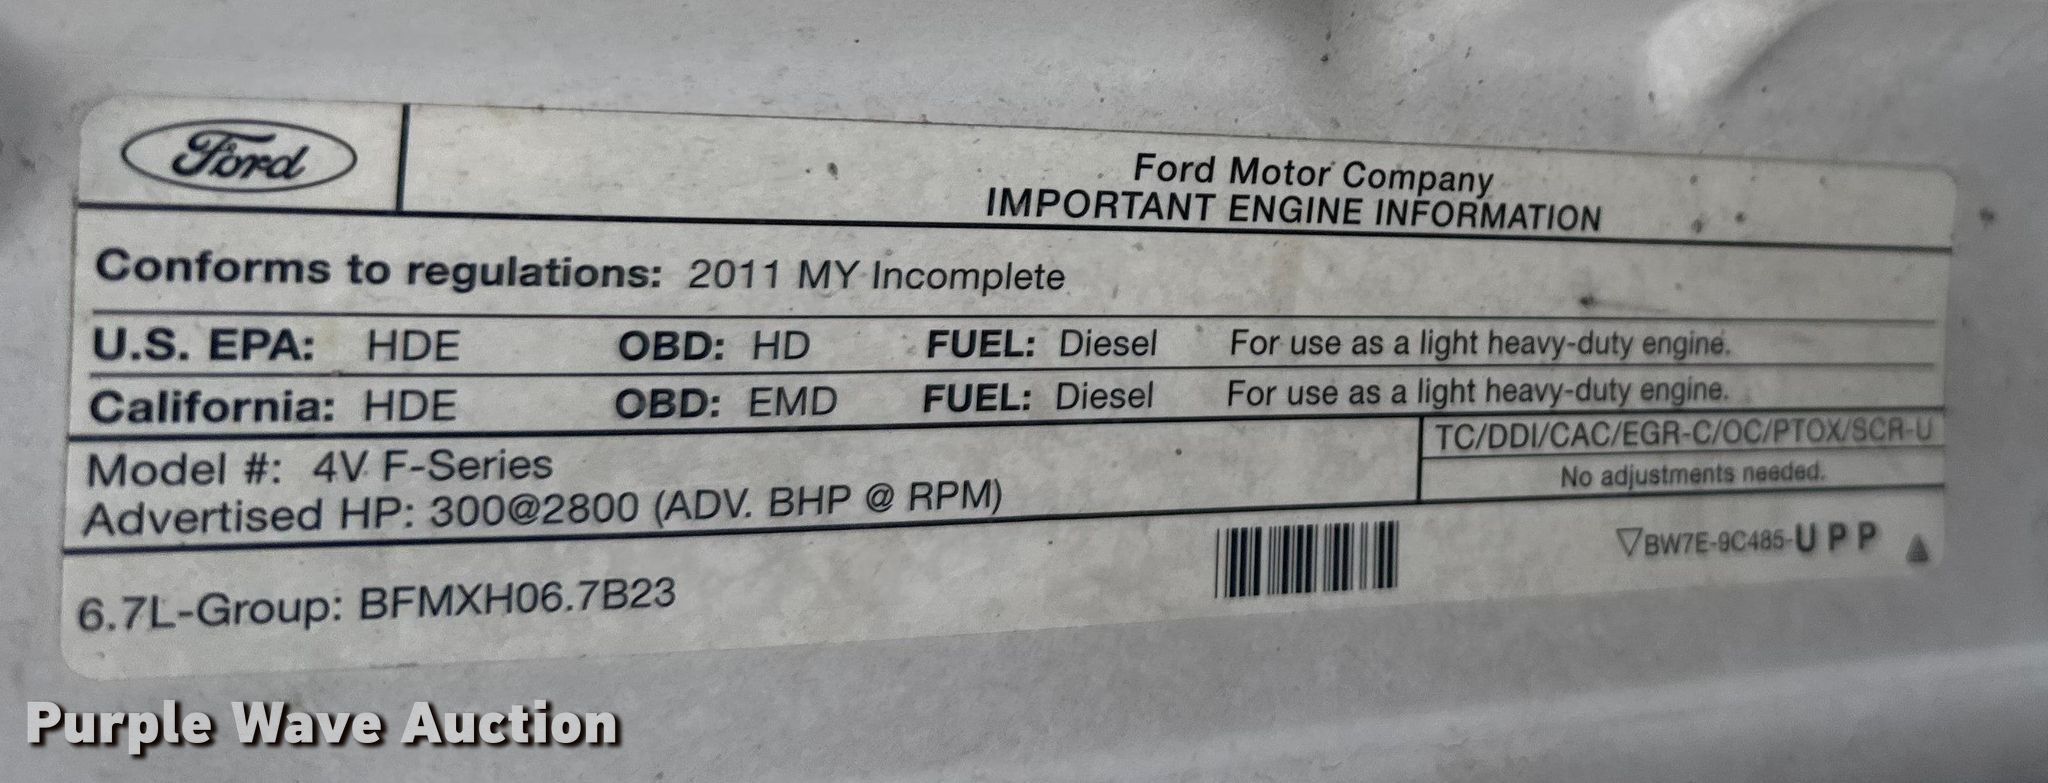 Ford
Ford Motor Company
IMPORTANT ENGINE INFORMATION
Conforms to regulations: 2011 MY Incomplete
U.S. EPA: HDE OBD: HD FUEL: Diesel For use as a light heavy-duty engine.
California: HDE OBD: EMD FUEL: Diesel For use as a light heavy-duty engine.
TC/DDI/CAC/EGR-C/OC/PTOX/SCR-U
No adjustments needed.
Model #: 4V F-Series
Advertised HP: 300@2800 (ADV. BHP @ RPM)
6.7L-Group: BFMXH06.7B23
BW7E-9C485-UPP
Purple Wave Auction